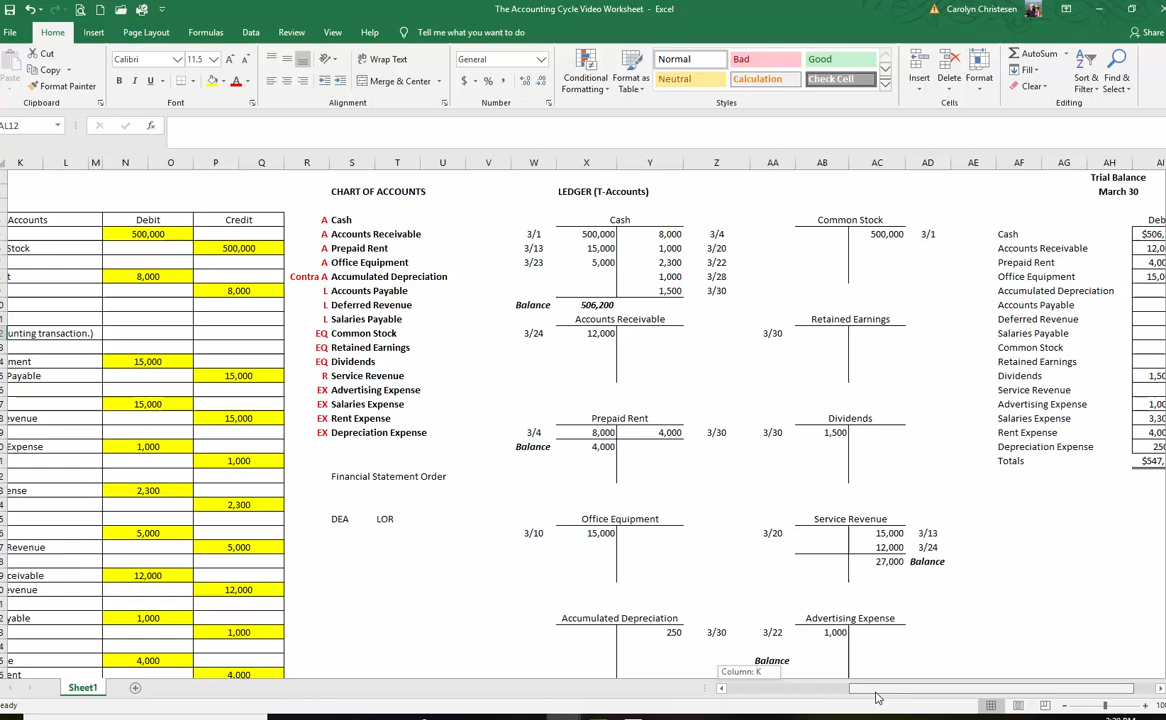 The Accounting Cycle Video Worksheet - Excel
Carolyn Christesen
File Home Insert Page Layout Formulas Data Review View Help Tell me what you want to do Share
Cut
Copy
Format Painter
Paste
Clipboard
Calibri 11.5
B I U
Font
Wrap Text
Merge & Center
Alignment
General
$ % ,
Number
Conditional Formatting
Format as Table
Normal Bad Good
Neutral Calculation Check Cell
Styles
Insert Delete Format
Cells
AutoSum
Fill
Clear
Sort & Filter
Find & Select
Editing
AL12 fx
K L M N O P Q R S T U V W X Y Z AA AB AC AD AE AF AG AH AI
CHART OF ACCOUNTS LEDGER (T-Accounts) Trial Balance
March 30
Accounts Debit Credit A Cash Cash Common Stock Deb
500,000 A Accounts Receivable 3/1 500,000 8,000 3/4 500,000 3/1 Cash $506,
Stock 500,000 A Prepaid Rent 3/13 15,000 1,000 3/20 Accounts Receivable 12,0
A Office Equipment 3/23 5,000 2,300 3/22 Prepaid Rent 4,00
t 8,000 Contra A Accumulated Depreciation 1,000 3/28 Office Equipment 15,0
8,000 L Accounts Payable 1,500 3/30 Accumulated Depreciation
L Deferred Revenue Balance 506,200 Accounts Payable
L Salaries Payable Accounts Receivable Retained Earnings Deferred Revenue
unting transaction.) EQ Common Stock 3/24 12,000 3/30 Salaries Payable
EQ Retained Earnings Common Stock
ment 15,000 EQ Dividends Retained Earnings
Payable 15,000 R Service Revenue Dividends 1,50
EX Advertising Expense Service Revenue
15,000 EX Salaries Expense Advertising Expense 1,00
evenue 15,000 EX Rent Expense Prepaid Rent Dividends Salaries Expense 3,30
EX Depreciation Expense 3/4 8,000 4,000 3/30 3/30 1,500 Rent Expense 4,00
Expense 1,000 Balance 4,000 Depreciation Expense 250
1,000 Totals $547,
Financial Statement Order
ense 2,300
2,300
DEA LOR Office Equipment Service Revenue
5,000 3/10 15,000 3/20 15,000 3/13
Revenue 5,000 12,000 3/24
27,000 Balance
ceivable 12,000
evenue 12,000
yable 1,000 Accumulated Depreciation Advertising Expense
1,000 250 3/30 3/22 1,000
e 4,000 Balance
ent 4,000
Column: K
Sheet1